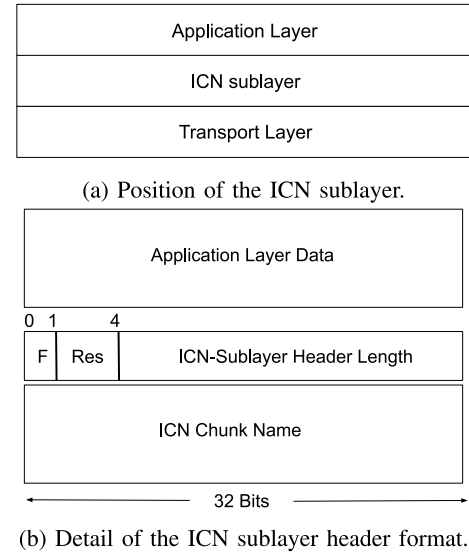 Application Layer
ICN sublayer
Transport Layer
(a) Position of the ICN sublayer.
Application Layer Data
0 1 4
F Res ICN-Sublayer Header Length
ICN Chunk Name
32 Bits
(b) Detail of the ICN sublayer header format.